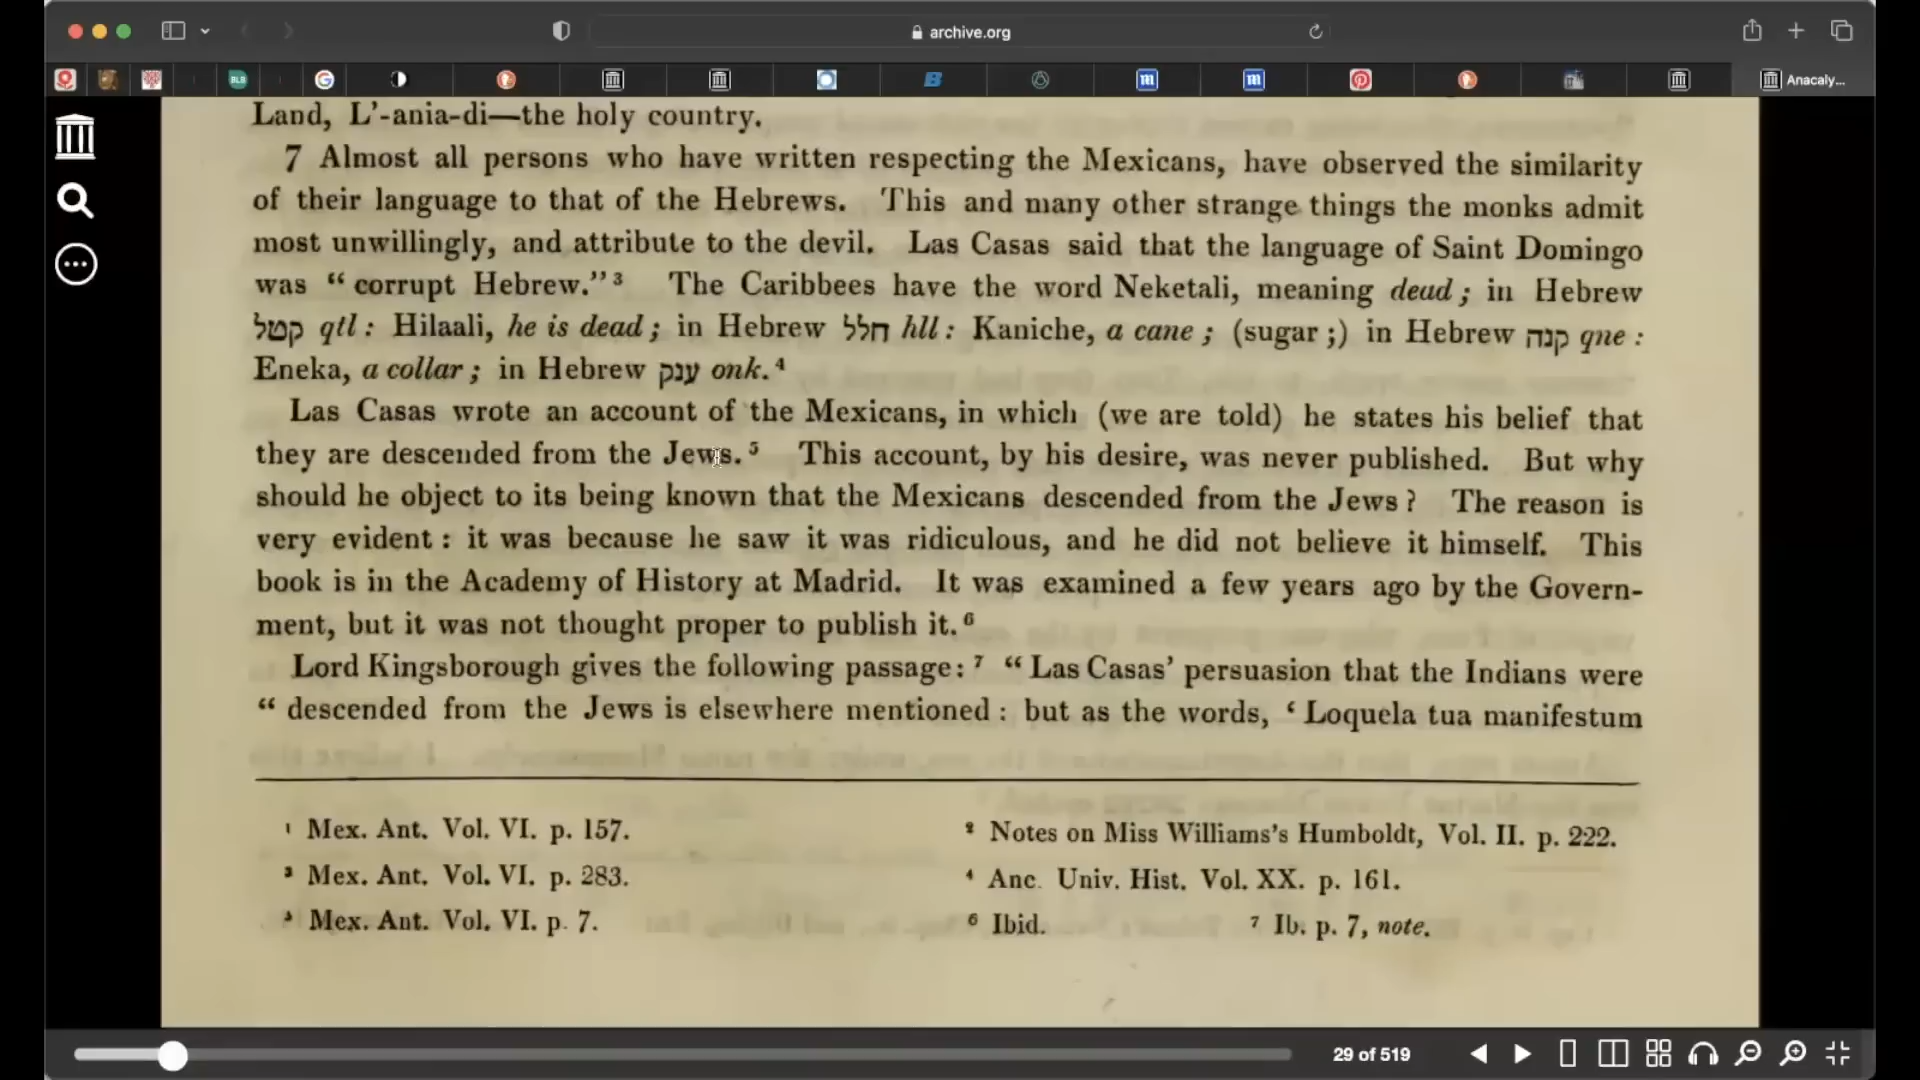 archive.org
BLB
Anacaly...
Land, L'-ania-di—the holy country.
7 Almost all persons who have written respecting the Mexicans, have observed the similarity
of their language to that of the Hebrews. This and many other strange things the monks admit
most unwillingly, and attribute to the devil. Las Casas said that the language of Saint Domingo
was “ corrupt Hebrew.” ³ The Caribbees have the word Neketali, meaning dead ; in Hebrew
קטל qtl : Hilaali, he is dead ; in Hebrew חלל hll : Kaniche, a cane ; (sugar ;) in Hebrew קנה qne :
Eneka, a collar ; in Hebrew ענק onk. ⁴
Las Casas wrote an account of the Mexicans, in which (we are told) he states his belief that
they are descended from the Jews. ⁵ This account, by his desire, was never published. But why
should he object to its being known that the Mexicans descended from the Jews ? The reason is
very evident : it was because he saw it was ridiculous, and he did not believe it himself. This
book is in the Academy of History at Madrid. It was examined a few years ago by the Govern-
ment, but it was not thought proper to publish it. ⁶
Lord Kingsborough gives the following passage: ⁷ “ Las Casas’ persuasion that the Indians were
“ descended from the Jews is elsewhere mentioned : but as the words, ‘ Loquela tua manifestum
¹ Mex. Ant. Vol. VI. p. 157.
² Notes on Miss Williams's Humboldt, Vol. II. p. 222.
³ Mex. Ant. Vol. VI. p. 283.
⁴ Anc. Univ. Hist. Vol. XX. p. 161.
⁵ Mex. Ant. Vol. VI. p. 7.
⁶ Ibid.
⁷ Ib. p. 7, note.
29 of 519